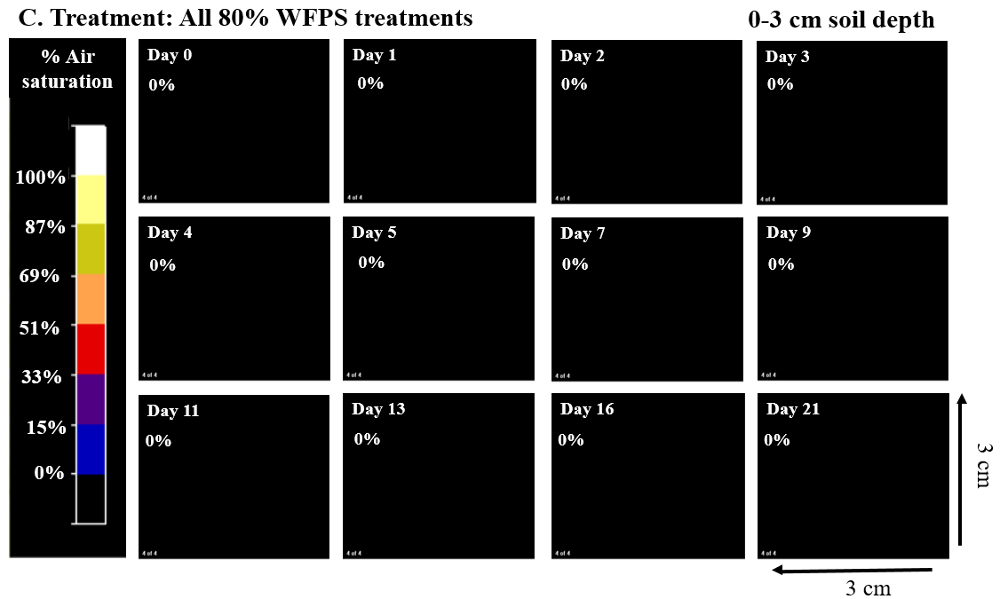 C. Treatment: All 80% WFPS treatments
0-3 cm soil depth
% Air
saturation
100%
87%
69%
51%
33%
15%
0%
Day 0
0%
4 of 4
Day 1
0%
4 of 4
Day 2
0%
4 of 4
Day 3
0%
4 of 4
Day 4
0%
4 of 4
Day 5
0%
4 of 4
Day 7
0%
4 of 4
Day 9
0%
4 of 4
Day 11
0%
4 of 4
Day 13
0%
4 of 4
Day 16
0%
4 of 4
Day 21
0%
4 of 4
3 cm
3 cm